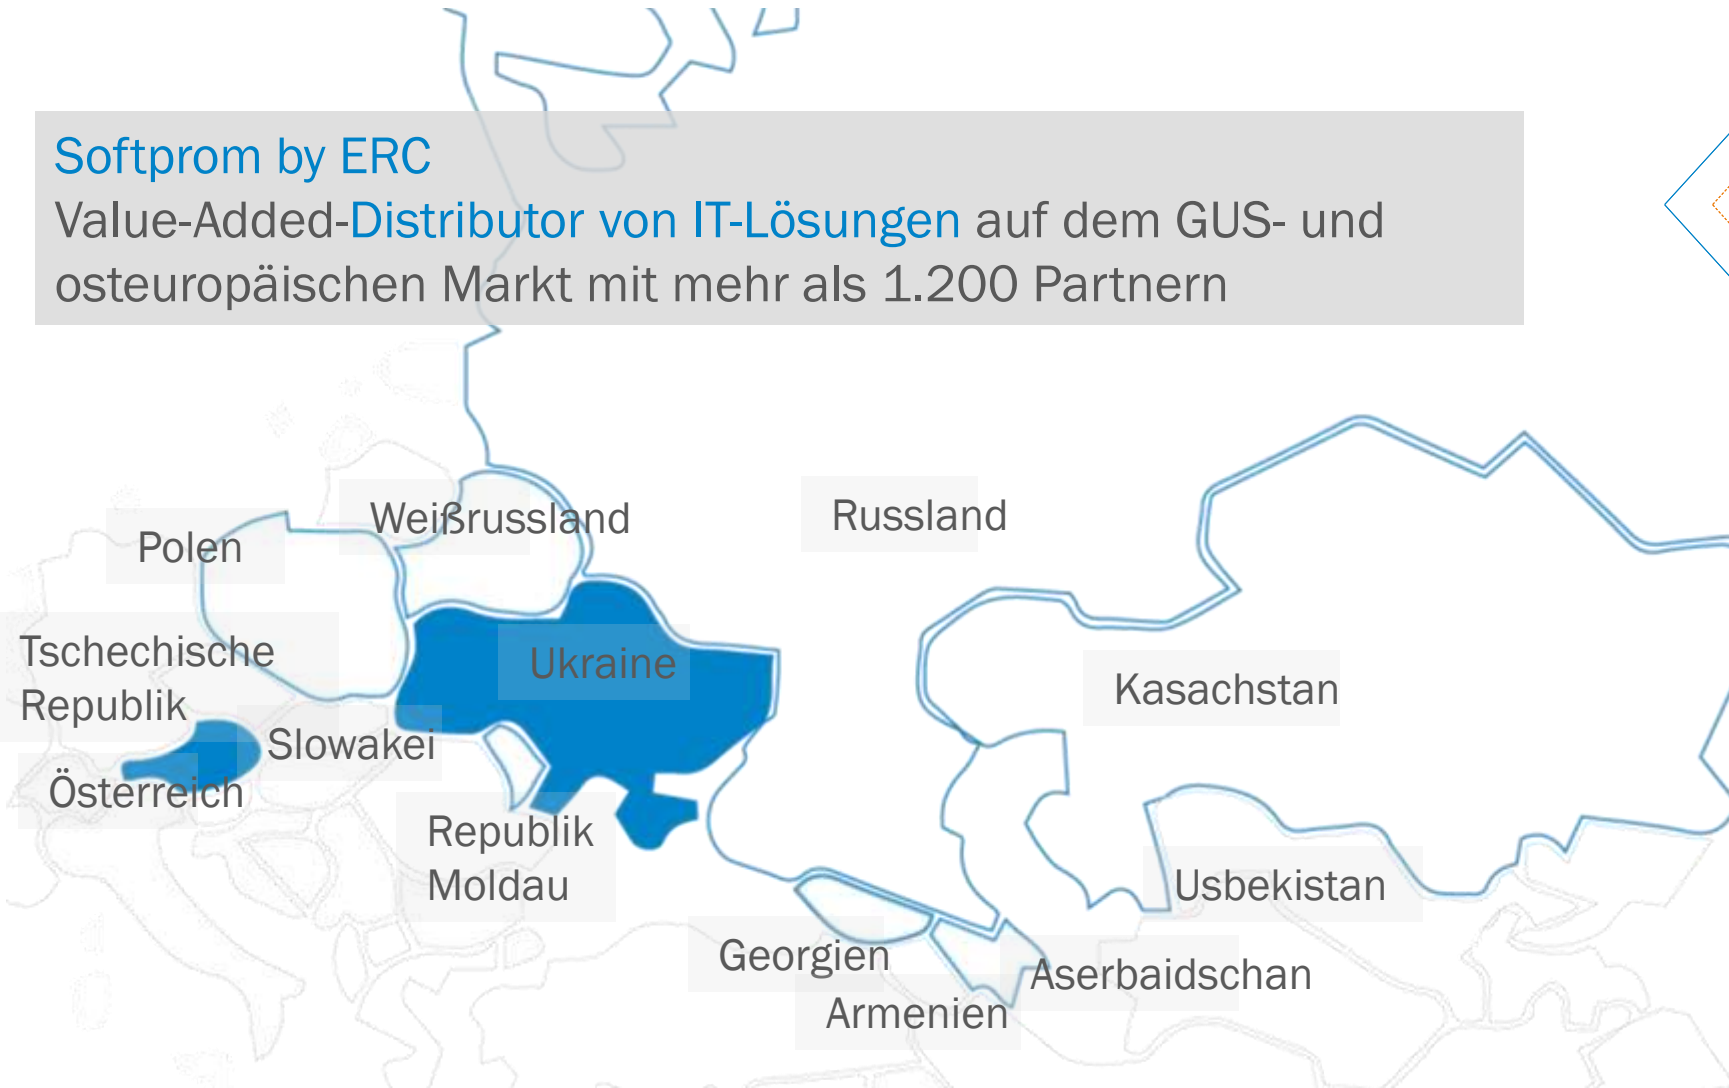 Softprom by ERC
Value-Added-Distributor von IT-Lösungen auf dem GUS- und
osteuropäischen Markt mit mehr als 1.200 Partnern
Weißrussland
Russland
Polen
Tschechische
Republik
Ukraine
Kasachstan
Slowakei
Österreich
Republik
Moldau
Usbekistan
Georgien
Aserbaidschan
Armenien